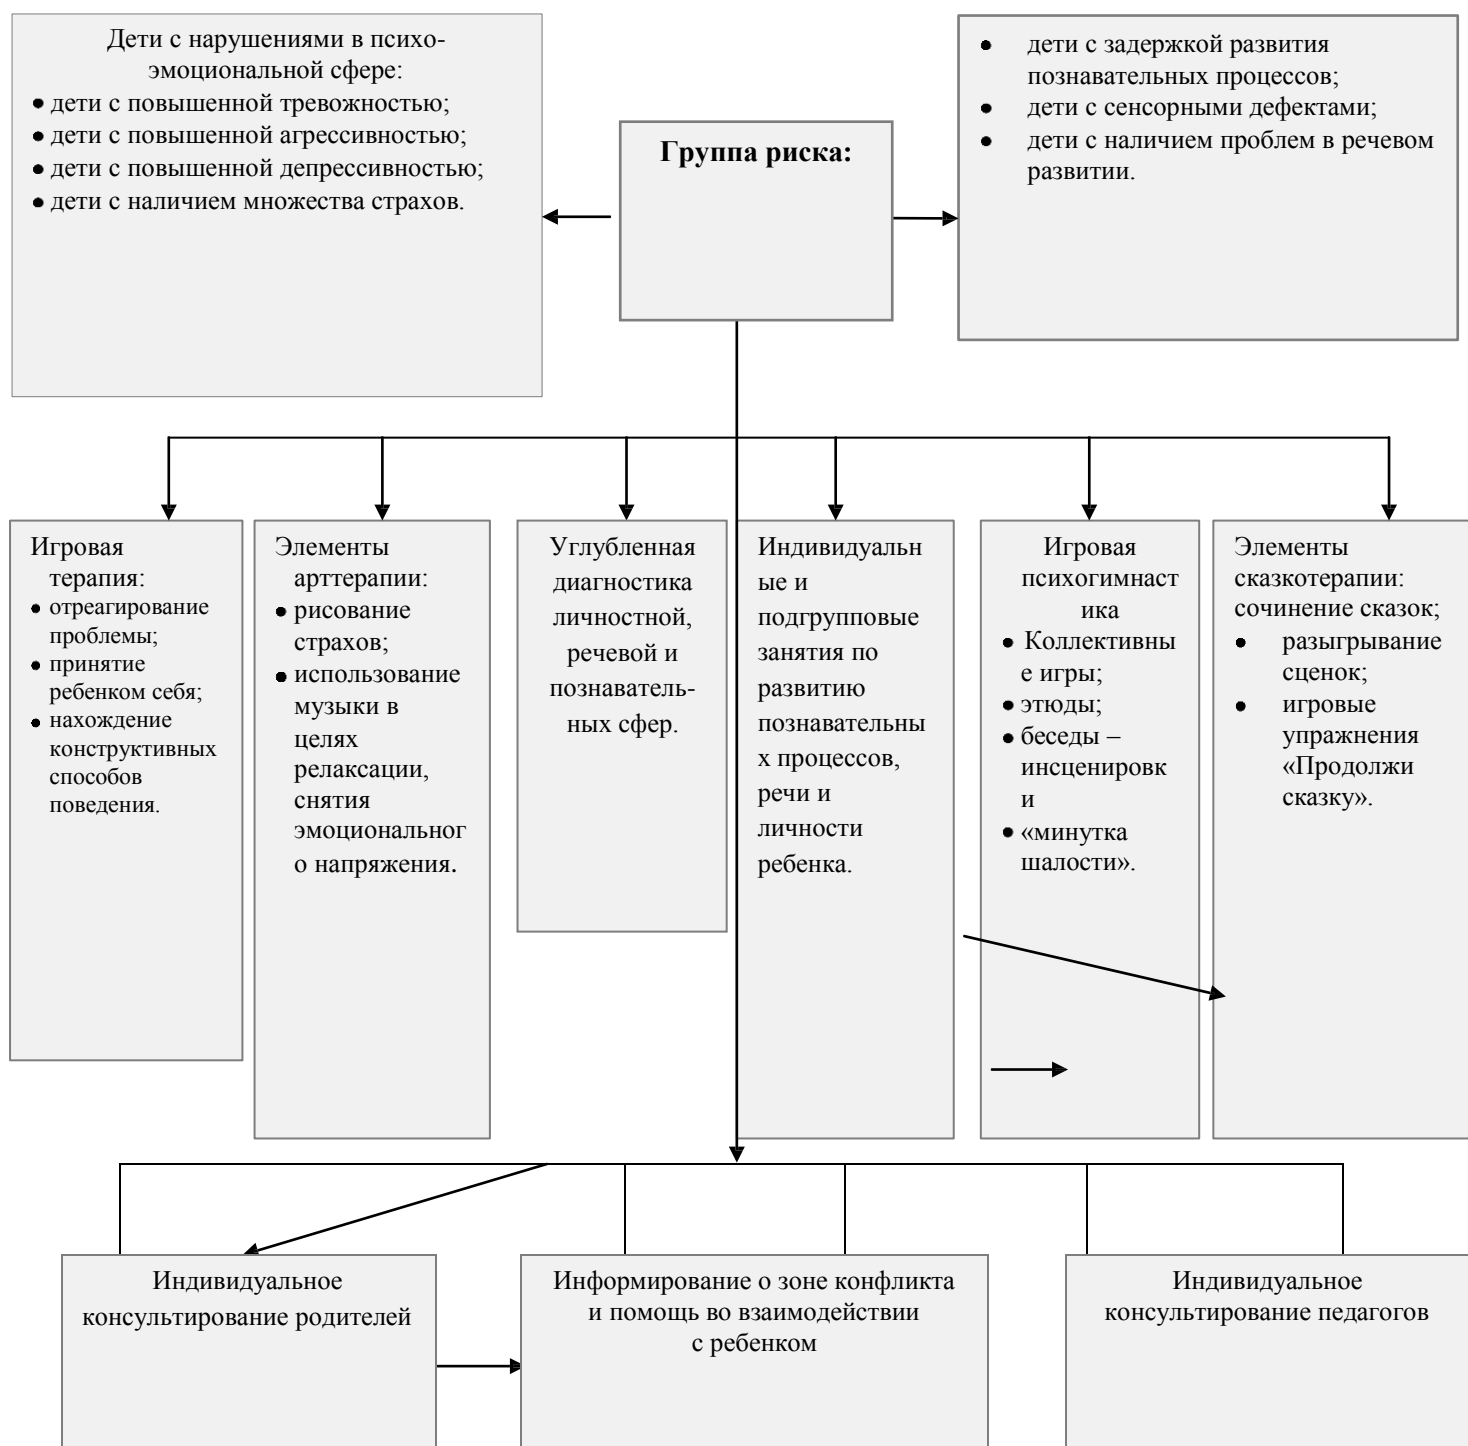 Дети с нарушениями в психо-
эмоциональной сфере:
• дети с повышенной тревожностью;
• дети с повышенной агрессивностью;
• дети с повышенной депрессивностью;
• дети с наличием множества страхов.
Группа риска:
• дети с задержкой развития
познавательных процессов;
• дети с сенсорными дефектами;
• дети с наличием проблем в речевом
развитии.
Игровая
терапия:
• отреагирование
проблемы;
• принятие
ребенком себя;
• нахождение
конструктивных
способов
поведения.
Элементы
арттерапии:
• рисование
страхов;
• использование
музыки в
целях
релаксации,
снятия
эмоциональног
о напряжения.
Углубленная
диагностика
личностной,
речевой и
познаватель-
ных сфер.
Индивидуальн
ые и
подгрупповые
занятия по
развитию
познавательны
х процессов,
речи и
личности
ребенка.
Игровая
психогимнаст
ика
• Коллективны
е игры;
• этюды;
• беседы –
инсценировк
и
• «минутка
шалости».
Элементы
сказкотерапии:
сочинение сказок;
• разыгрывание
сценок;
• игровые
упражнения
«Продолжи
сказку».
Индивидуальное
консультирование родителей
Информирование о зоне конфликта
и помощь во взаимодействии
с ребенком
Индивидуальное
консультирование педагогов